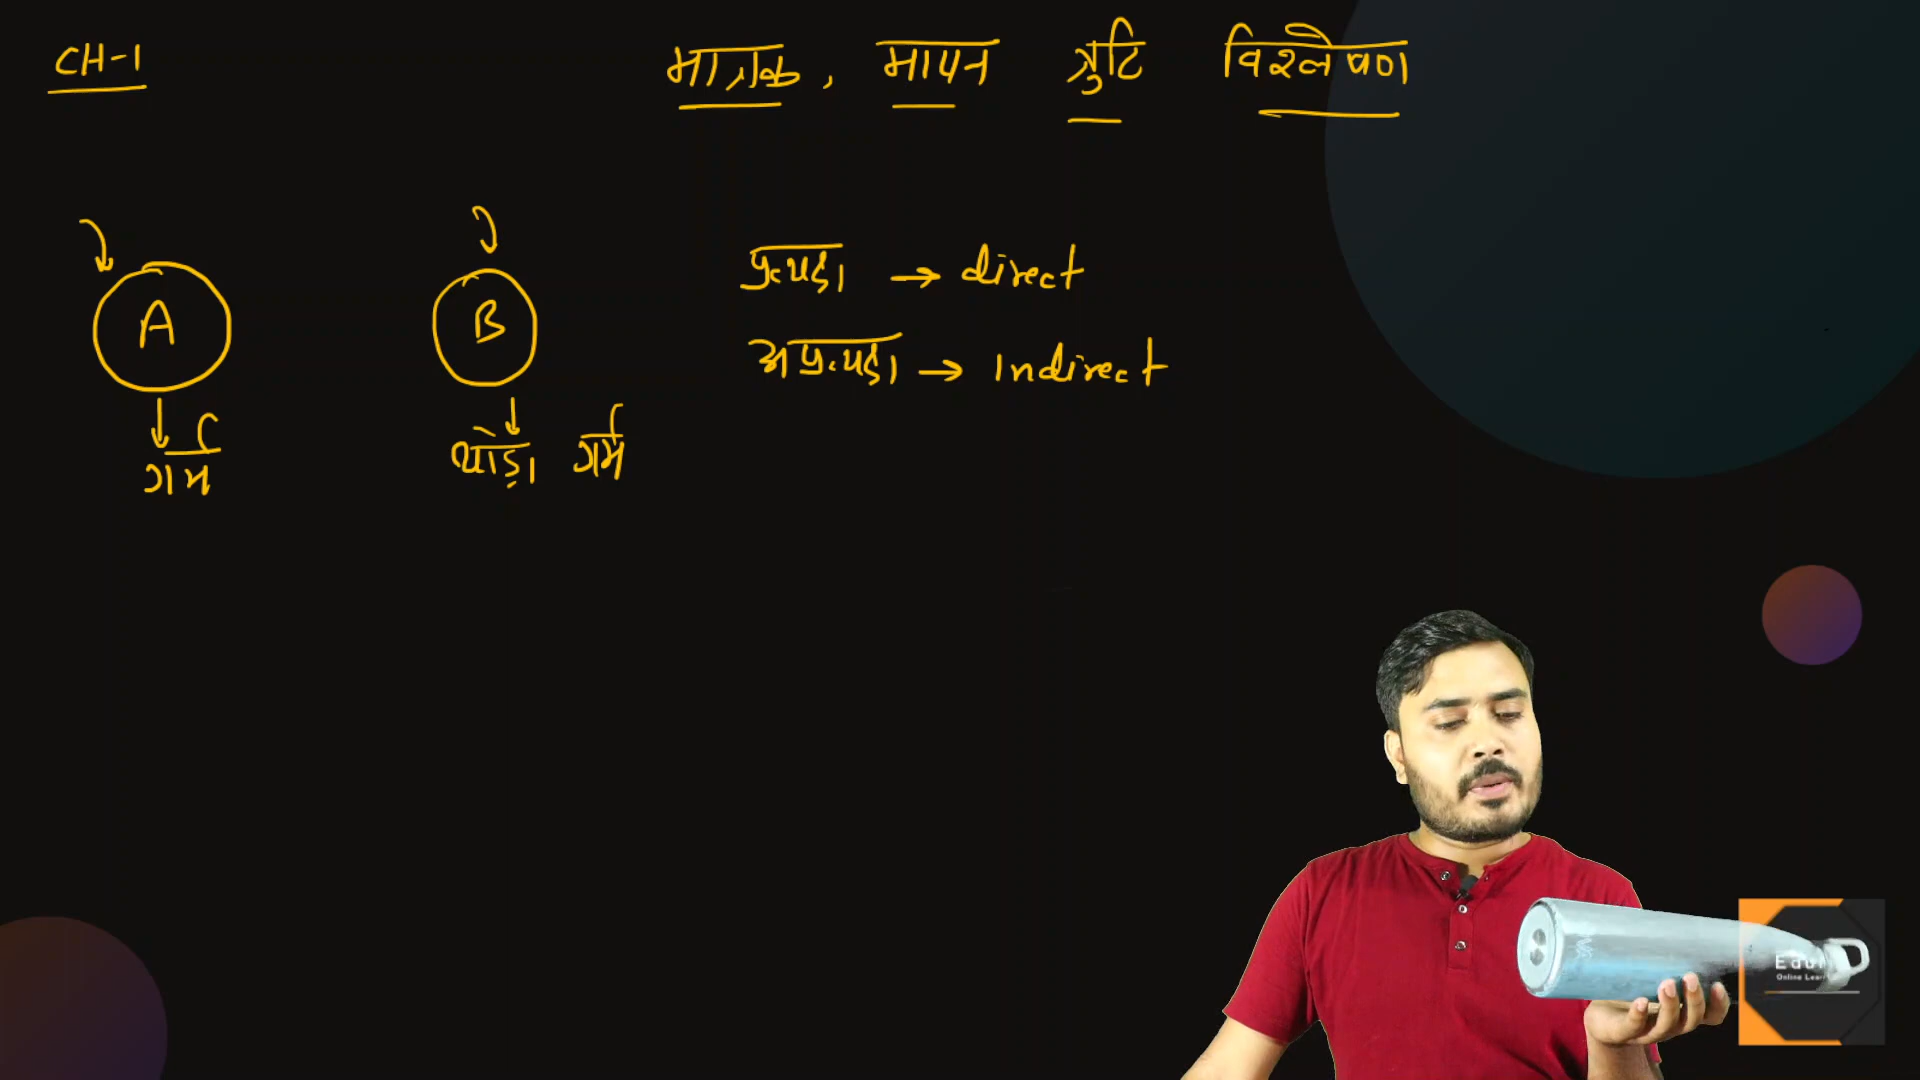 CH-1
मात्रक, मापन त्रुटि विश्लेषण
A
B
प्रत्यक्ष → direct
अप्रत्यक्ष → Indirect
गर्म
थोड़ा गर्म